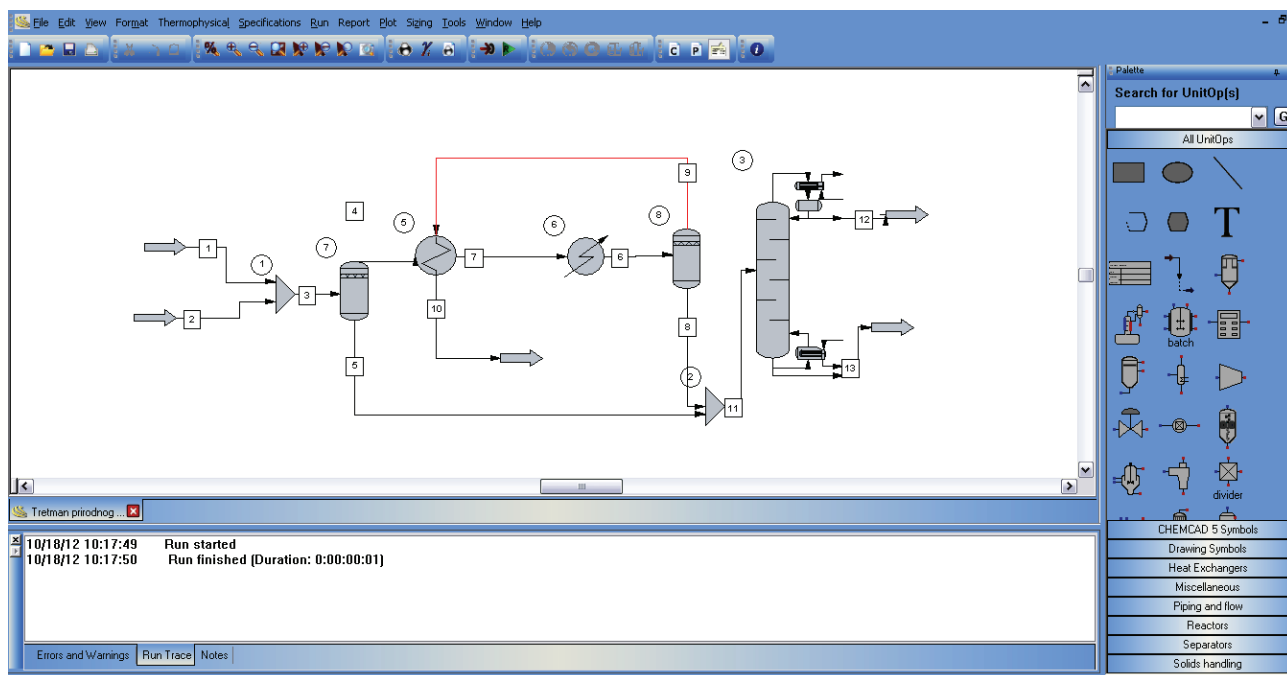 File Edit View Format Thermophysical Specifications Run Report Plot Sizing Tools Window Help
C P
Palette
Search for UnitOp(s)
G
All UnitOps
T
batch
divider
CHEMCAD 5 Symbols
Drawing Symbols
Heat Exchangers
Miscellaneous
Piping and flow
Reactors
Separators
Solids handling
3
9
4
5
6
8
12
7
1
1
7
6
3
10
2
8
5
2
13
11
Tretman prirodnog ...
10/18/12 10:17:49 Run started
10/18/12 10:17:50 Run finished (Duration: 0:00:00:01)
Errors and Warnings Run Trace Notes